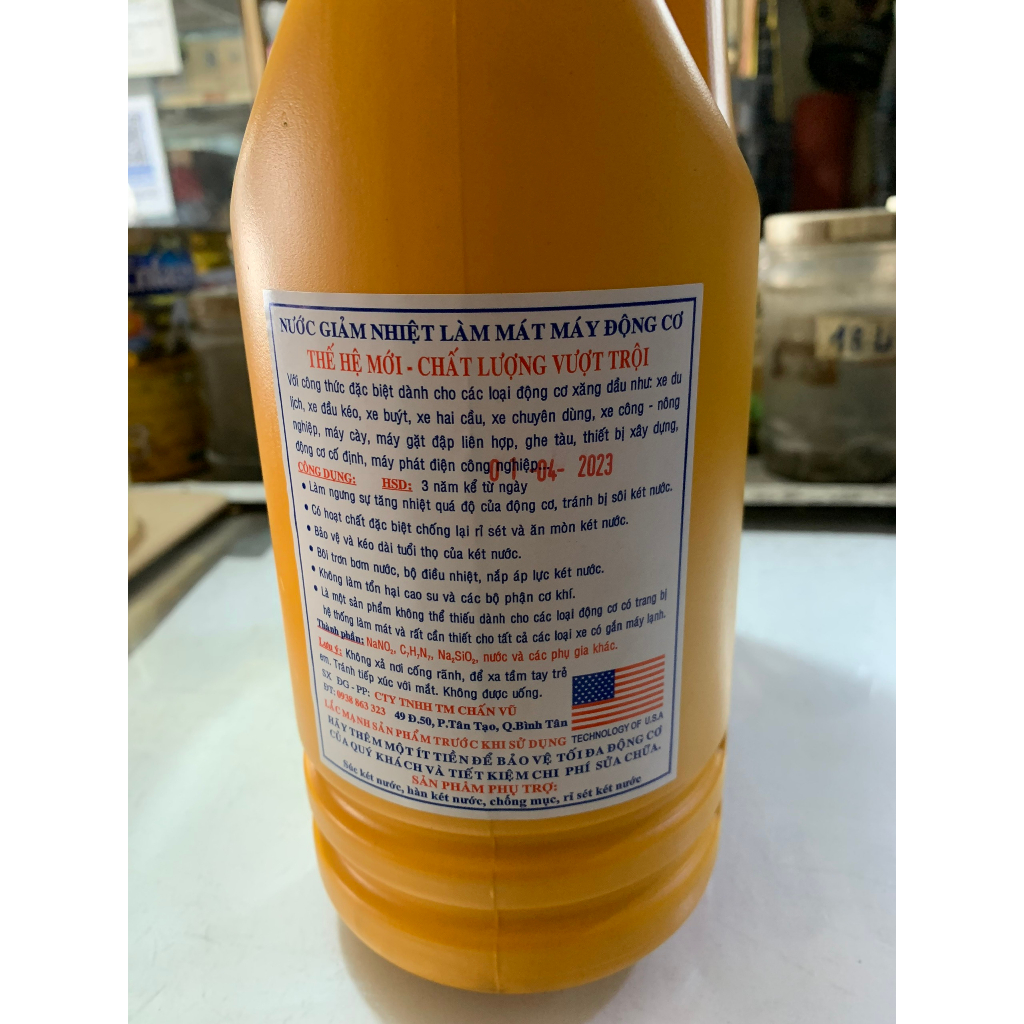 NƯỚC GIẢM NHIỆT LÀM MÁT MÁY ĐỘNG CƠ
THẾ HỆ MỚI - CHẤT LƯỢNG VƯỢT TRỘI
Với công thức đặc biệt dành cho các loại động cơ xăng dầu như: xe du
lịch, xe đầu kéo, xe buýt, xe hai cầu, xe chuyên dùng, xe công - nông
nghiệp, máy cày, máy gặt đập liên hợp, ghe tàu, thiết bị xây dựng,
động cơ cố định, máy phát điện công nghiệp...
01-04-2023
CÔNG DỤNG: HSD: 3 năm kể từ ngày
• Làm ngưng sự tăng nhiệt quá độ của động cơ, tránh bị sôi két nước.
• Có hoạt chất đặc biệt chống lại rỉ sét và ăn mòn két nước.
• Bảo vệ và kéo dài tuổi thọ của két nước.
• Bôi trơn bơm nước, bộ điều nhiệt, nắp áp lực két nước.
• Không làm tổn hại cao su và các bộ phận cơ khí.
• Là một sản phẩm không thể thiếu dành cho các loại động cơ có trang bị
hệ thống làm mát và rất cần thiết cho tất cả các loại xe có gắn máy lạnh.
Thành phần: NaNO₂, C₇H₇N₇, Na₂SiO₂, nước và các phụ gia khác.
Lưu ý: Không xả nơi cống rãnh, để xa tầm tay trẻ
em. Tránh tiếp xúc với mắt. Không được uống.
SX ĐG - PP: CTY TNHH TM CHẤN VŨ
ĐT: 0938 863 323 49 Đ.50, P.Tân Tạo, Q.Bình Tân
TECHNOLOGY OF U.S.A
LẮC MẠNH SẢN PHẨM TRƯỚC KHI SỬ DỤNG
HÃY THÊM MỘT ÍT TIỀN ĐỂ BẢO VỆ TỐI ĐA ĐỘNG CƠ
CỦA QUÝ KHÁCH VÀ TIẾT KIỆM CHI PHÍ SỬA CHỮA.
SẢN PHẨM PHỤ TRỢ:
Súc két nước, hàn két nước, chống mục, rỉ sét két nước